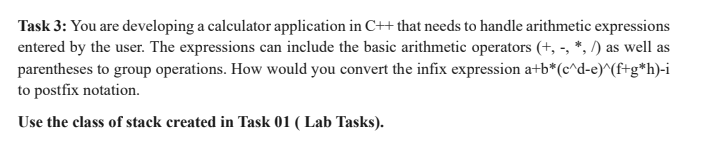 Task 3: You are developing a calculator application in C++ that needs to handle arithmetic expressions
entered by the user. The expressions can include the basic arithmetic operators (+, -, *, /) as well as
parentheses to group operations. How would you convert the infix expression a+b*(c^d-e)^(f+g*h)-i
to postfix notation.
Use the class of stack created in Task 01 ( Lab Tasks).